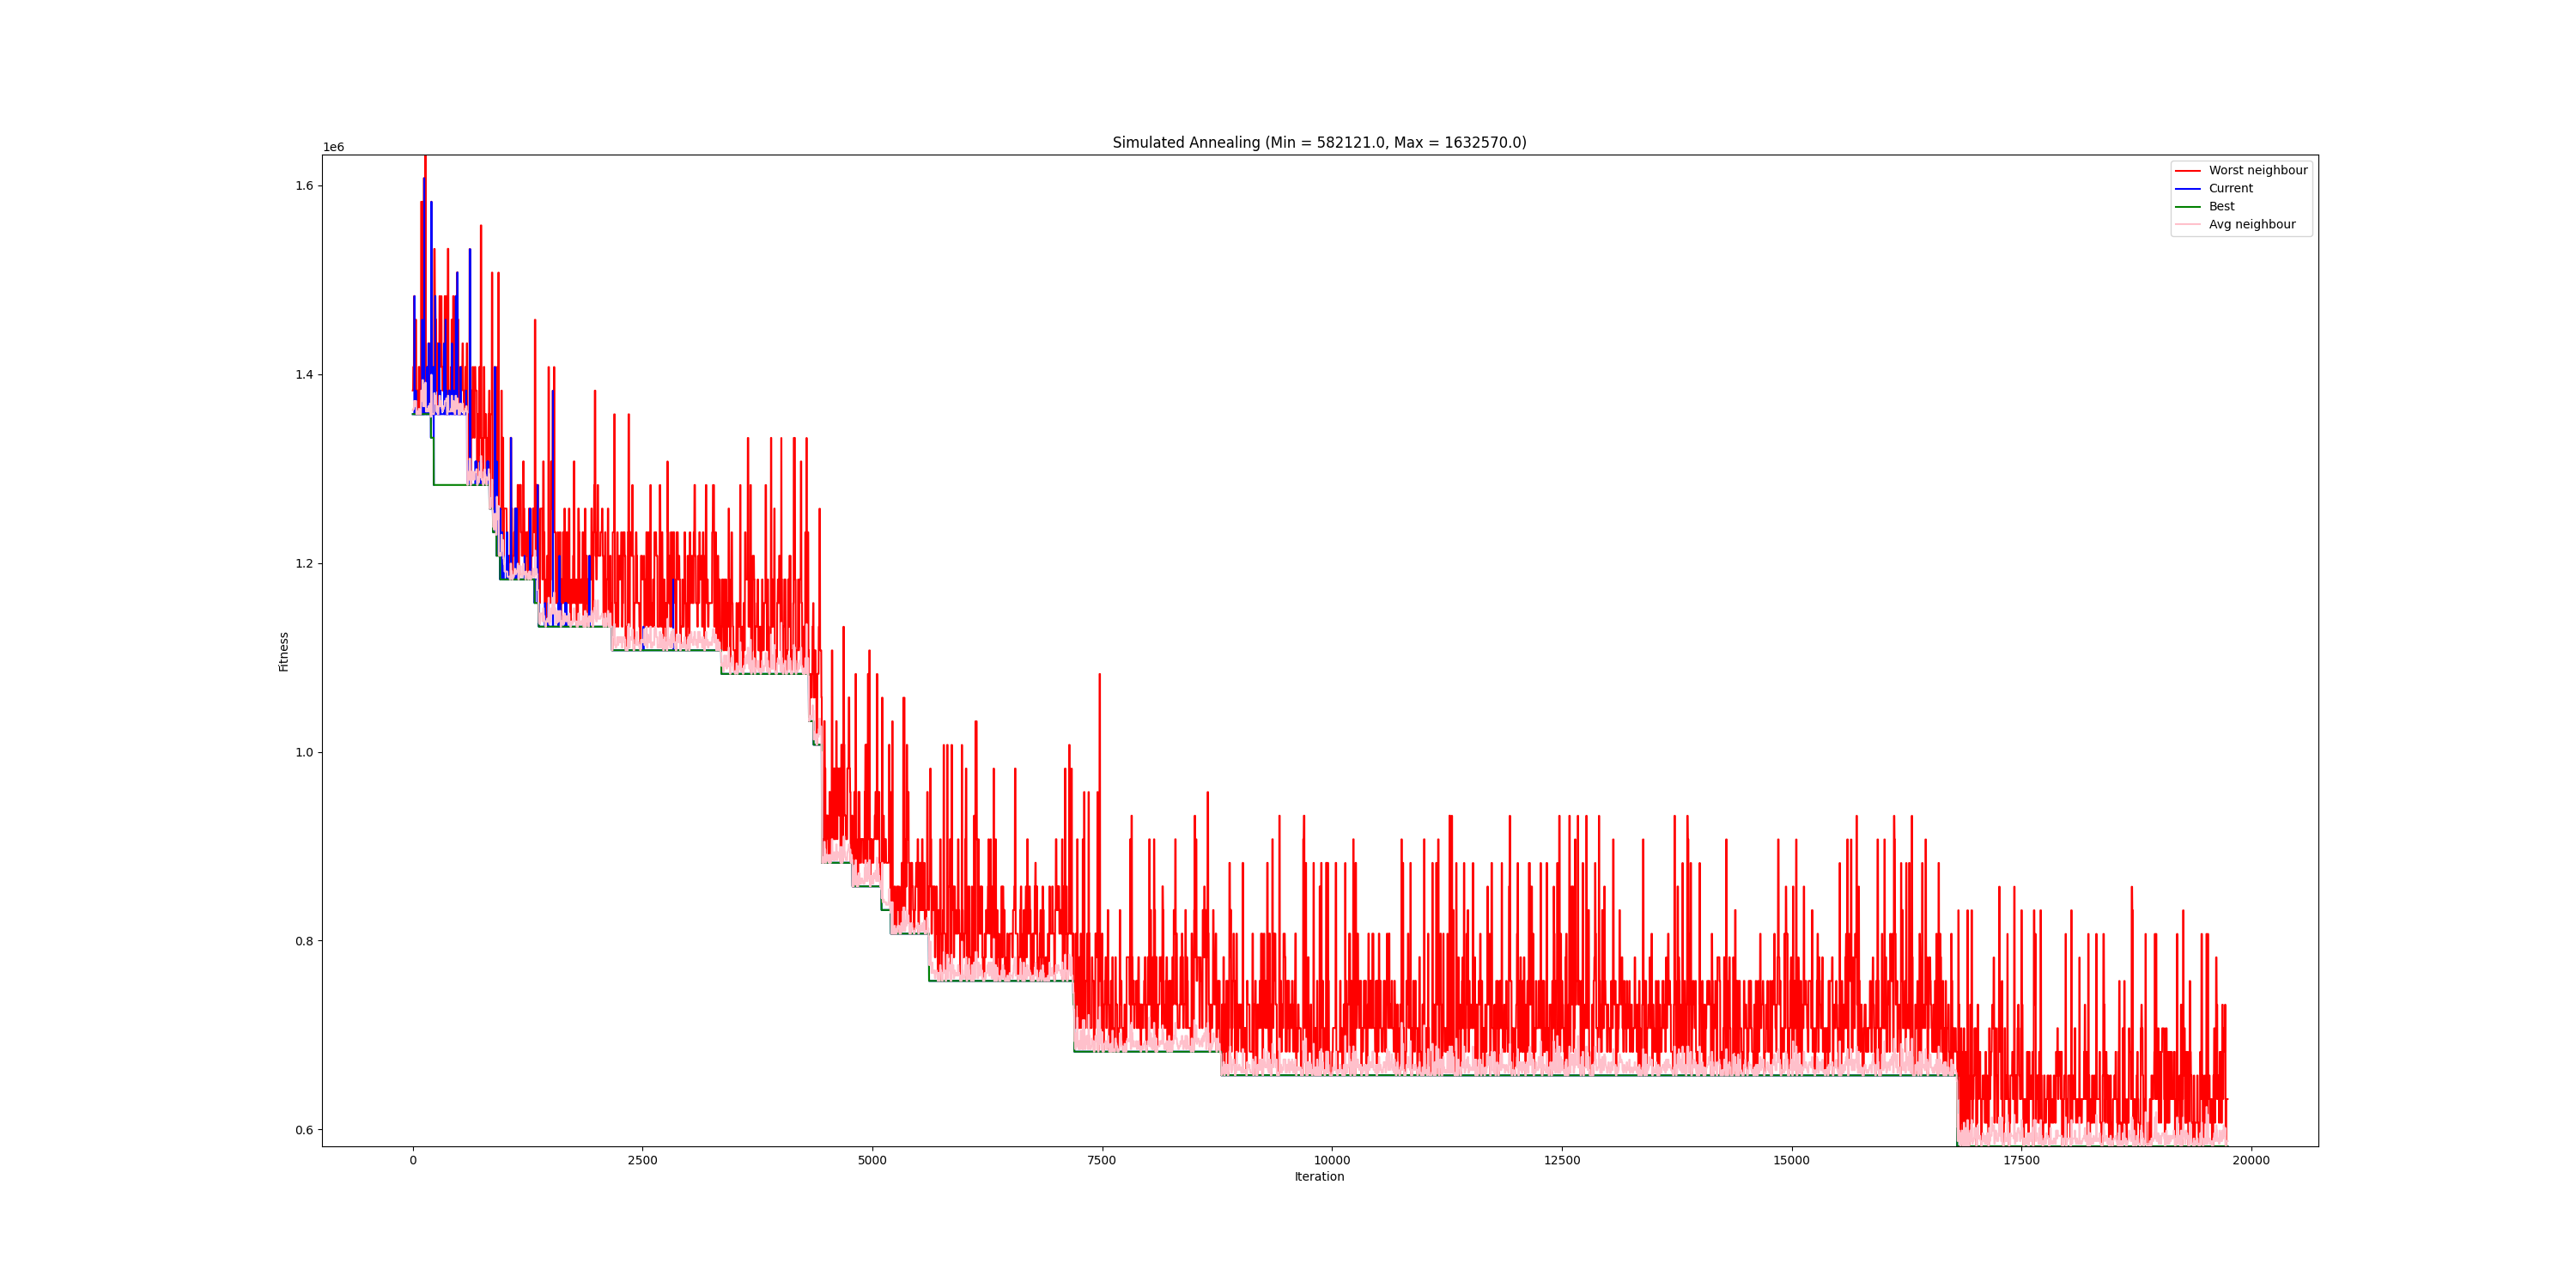 Simulated Annealing (Min = 582121.0, Max = 1632570.0)
1e6
Worst neighbour
Current
Best
Avg neighbour
1.6
1.4
1.2
1.0
0.8
0.6
Fitness
0 2500 5000 7500 10000 12500 15000 17500 20000
Iteration